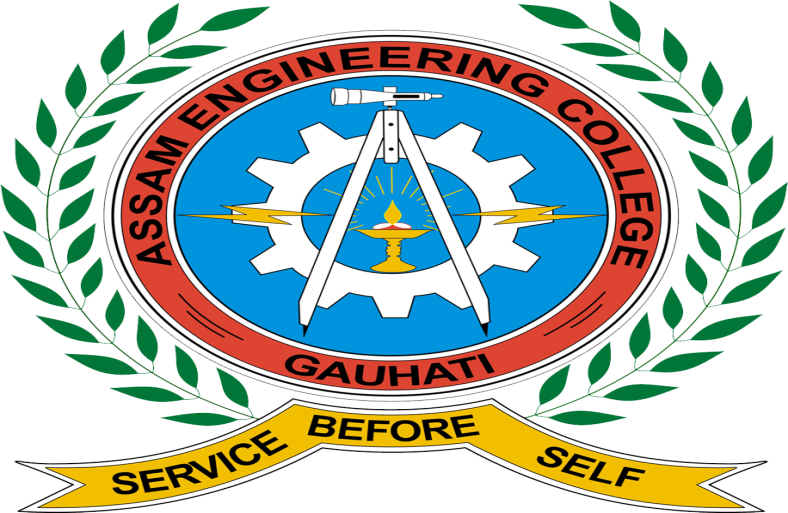 ASSAM ENGINEERING COLLEGE
GAUHATI
SERVICE BEFORE SELF